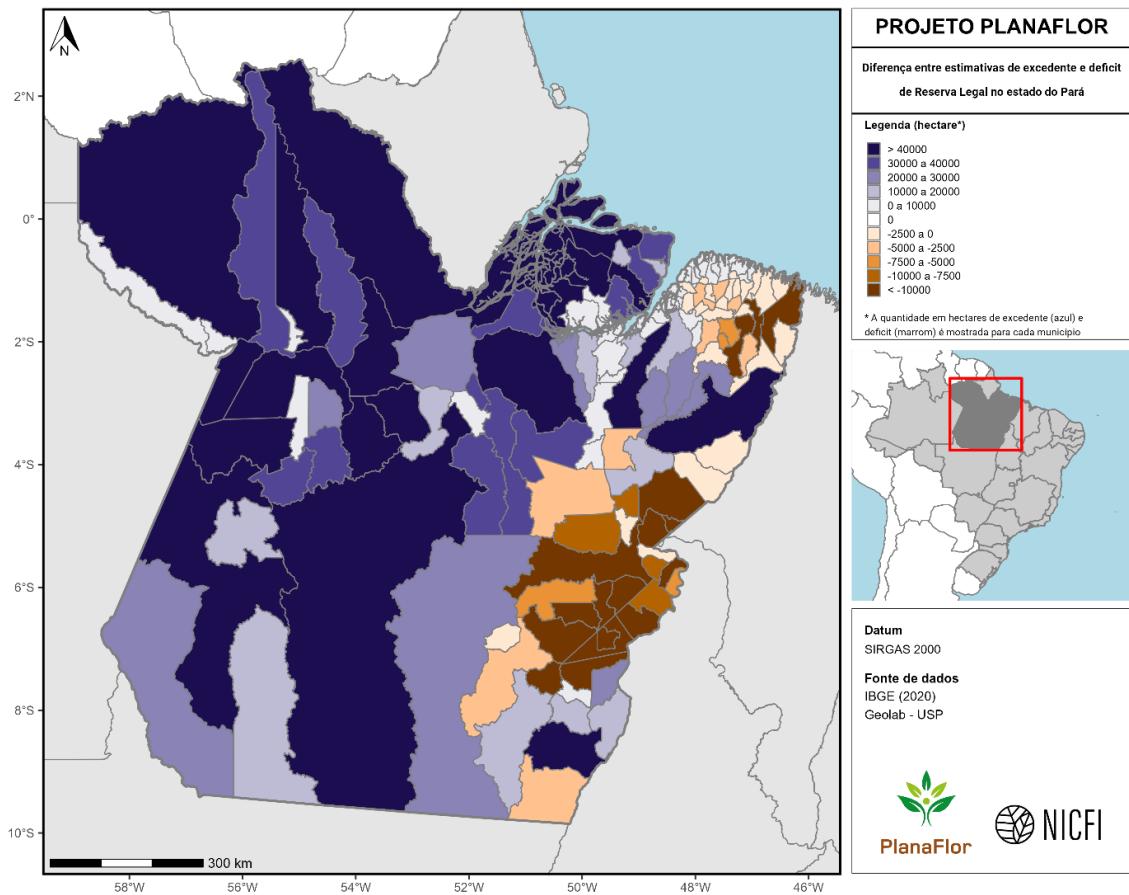 N
2°N
0°
2°S
4°S
6°S
8°S
10°S
300 km
58°W
56°W
54°W
52°W
50°W
48°W
46°W
PROJETO PLANAFLOR
Diferença entre estimativas de excedente e deficit
de Reserva Legal no estado do Pará
Legenda (hectare*)
> 40000
30000 a 40000
20000 a 30000
10000 a 20000
0 a 10000
0
-2500 a 0
-5000 a -2500
-7500 a -5000
-10000 a -7500
< -10000
* A quantidade em hectares de excedente (azul) e
deficit (marrom) é mostrada para cada município
Datum
SIRGAS 2000
Fonte de dados
IBGE (2020)
Geolab - USP
PlanaFlor
NICFI